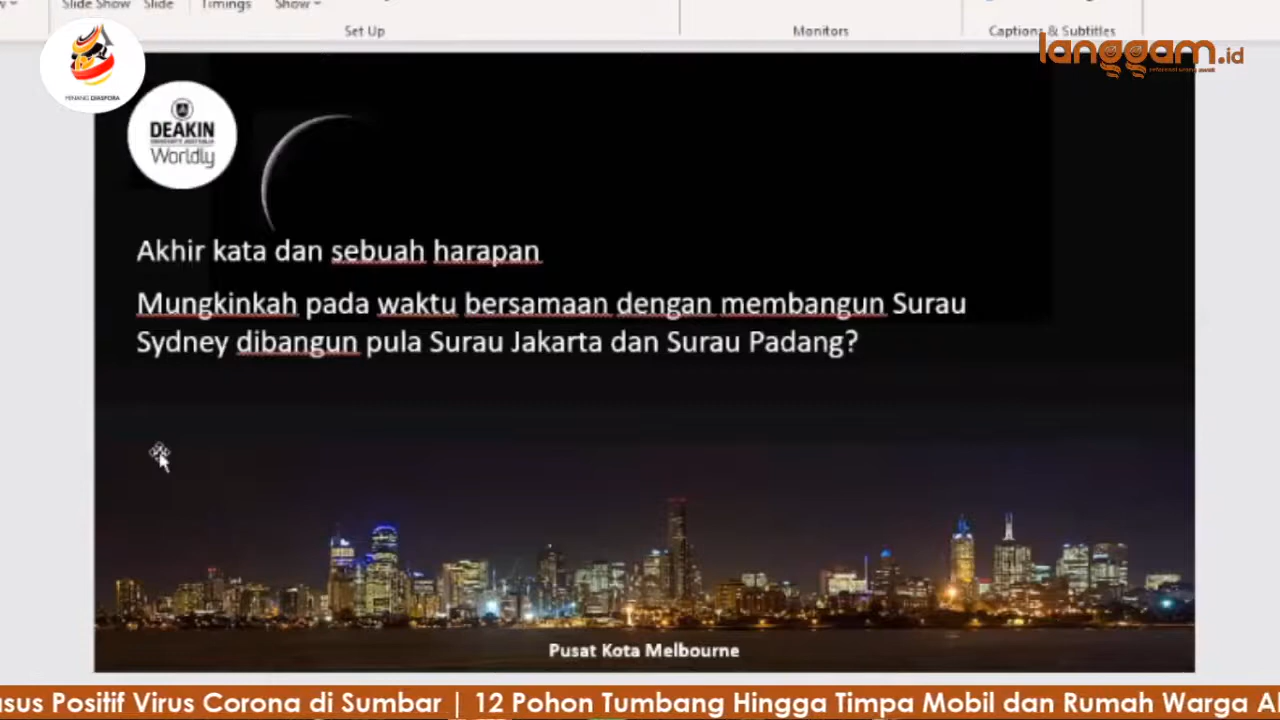 Slide Show Slide Timings Show
Set Up
Monitors
Captions & Subtitles
langgam.id
MINANG DIASPORA
DEAKIN
Worldly
Akhir kata dan sebuah harapan
Mungkinkah pada waktu bersamaan dengan membangun Surau
Sydney dibangun pula Surau Jakarta dan Surau Padang?
Pusat Kota Melbourne
Positif Virus Corona di Sumbar | 12 Pohon Tumbang Hingga Timpa Mobil dan Rumah Warga